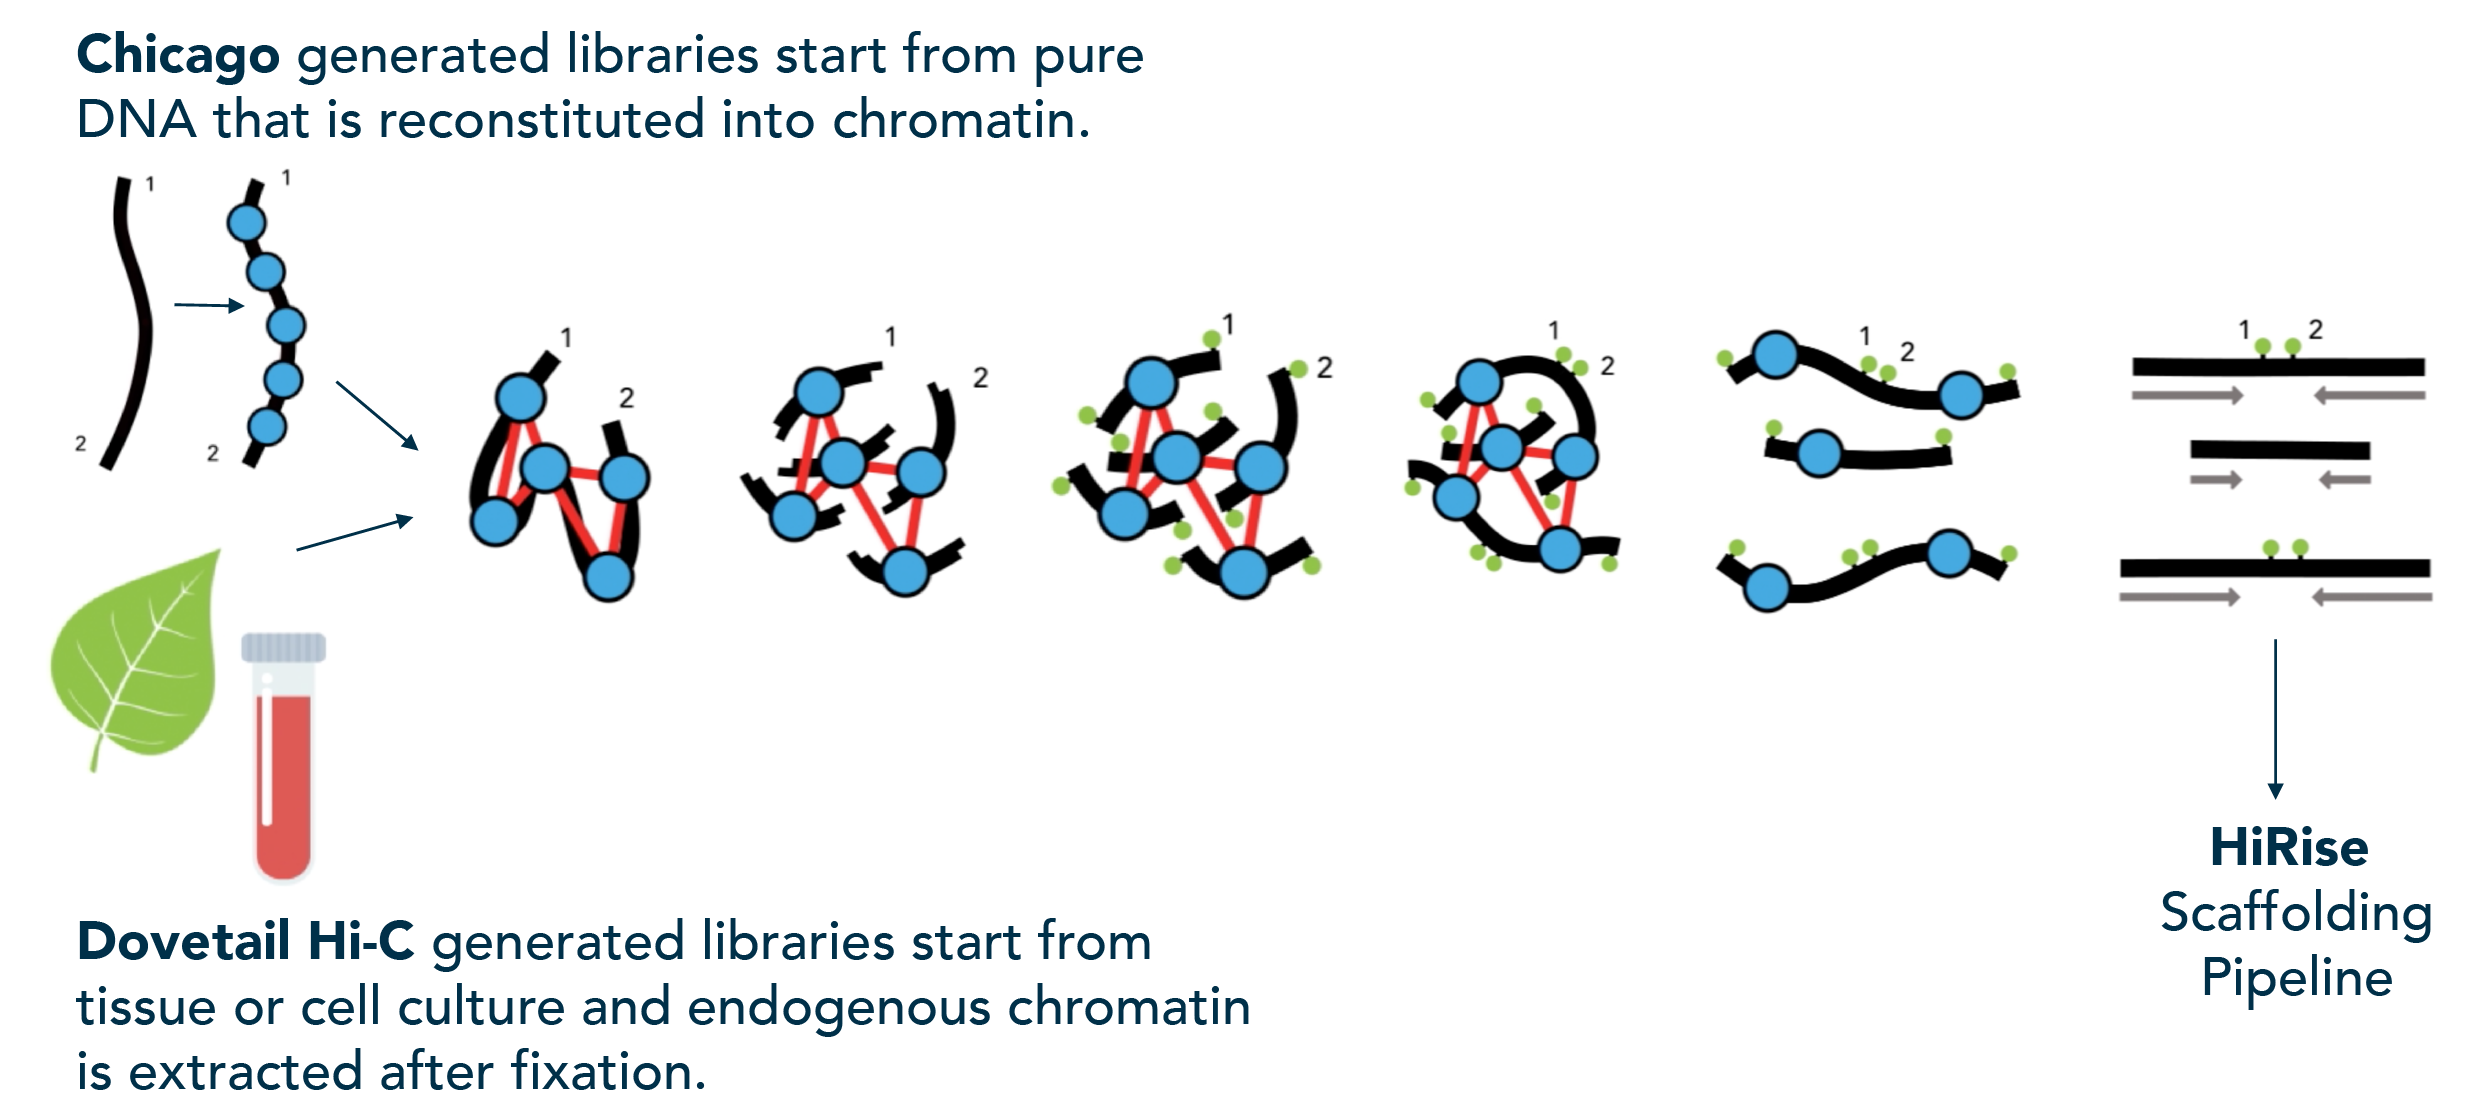 Chicago generated libraries start from pure
DNA that is reconstituted into chromatin.
1
2
1
2
1
2
1
2
1
2
1
2
1
2
1
2
HiRise
Scaffolding
Pipeline
Dovetail Hi-C generated libraries start from
tissue or cell culture and endogenous chromatin
is extracted after fixation.